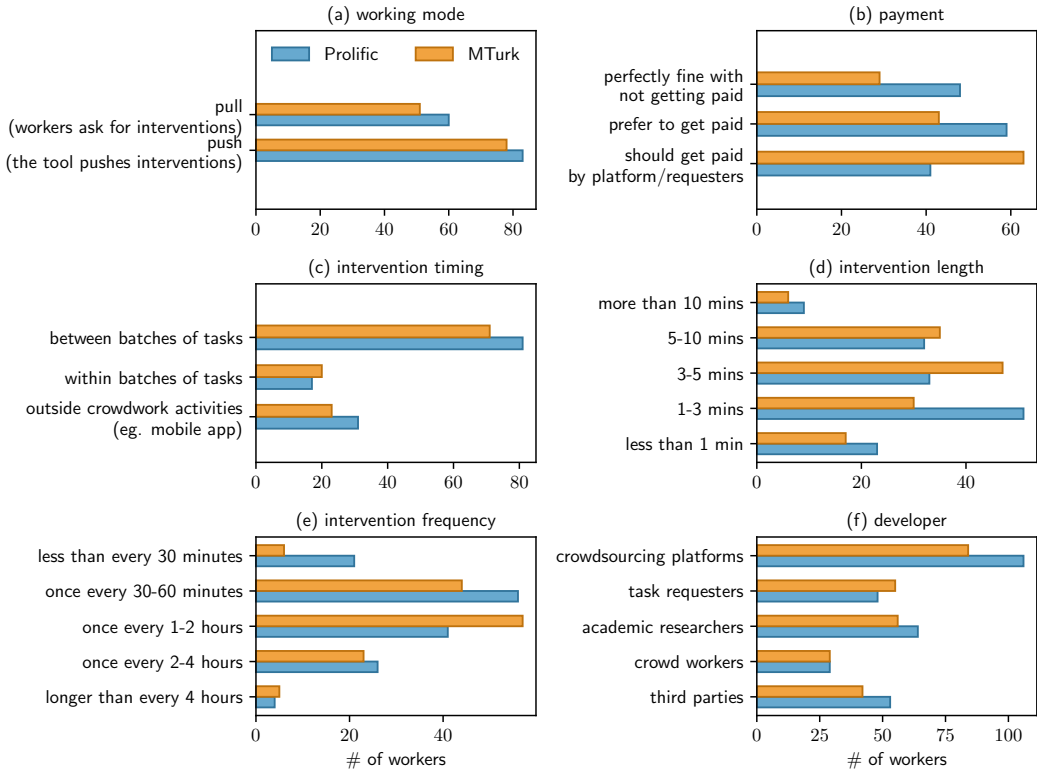 (a) working mode
Prolific
MTurk
pull
(workers ask for interventions)
push
(the tool pushes interventions)
0 20 40 60 80
(b) payment
perfectly fine with
not getting paid
prefer to get paid
should get paid
by platform/requesters
0 20 40 60
(c) intervention timing
between batches of tasks
within batches of tasks
outside crowdwork activities
(eg. mobile app)
0 20 40 60 80
(d) intervention length
more than 10 mins
5-10 mins
3-5 mins
1-3 mins
less than 1 min
0 20 40
(e) intervention frequency
less than every 30 minutes
once every 30-60 minutes
once every 1-2 hours
once every 2-4 hours
longer than every 4 hours
0 20 40
# of workers
(f) developer
crowdsourcing platforms
task requesters
academic researchers
crowd workers
third parties
0 25 50 75 100
# of workers